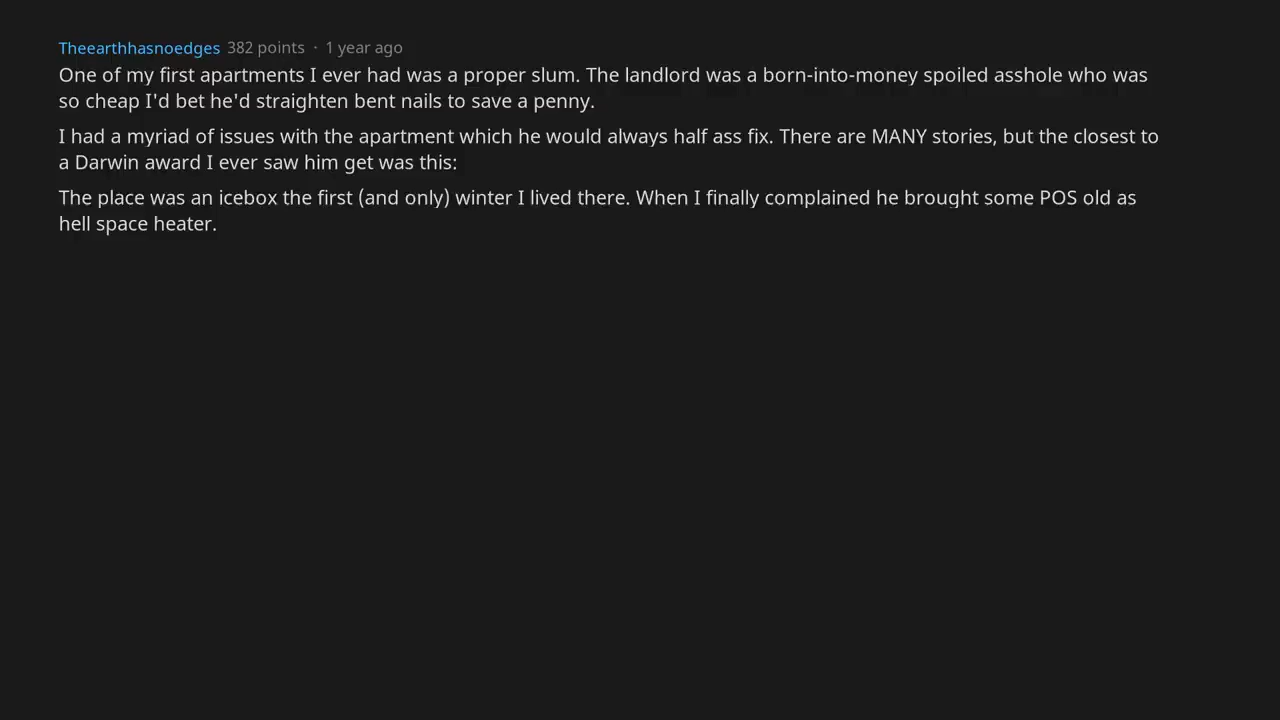 Theearthhasnoedges 382 points · 1 year ago
One of my first apartments I ever had was a proper slum. The landlord was a born-into-money spoiled asshole who was
so cheap I'd bet he'd straighten bent nails to save a penny.
I had a myriad of issues with the apartment which he would always half ass fix. There are MANY stories, but the closest to
a Darwin award I ever saw him get was this:
The place was an icebox the first (and only) winter I lived there. When I finally complained he brought some POS old as
hell space heater.